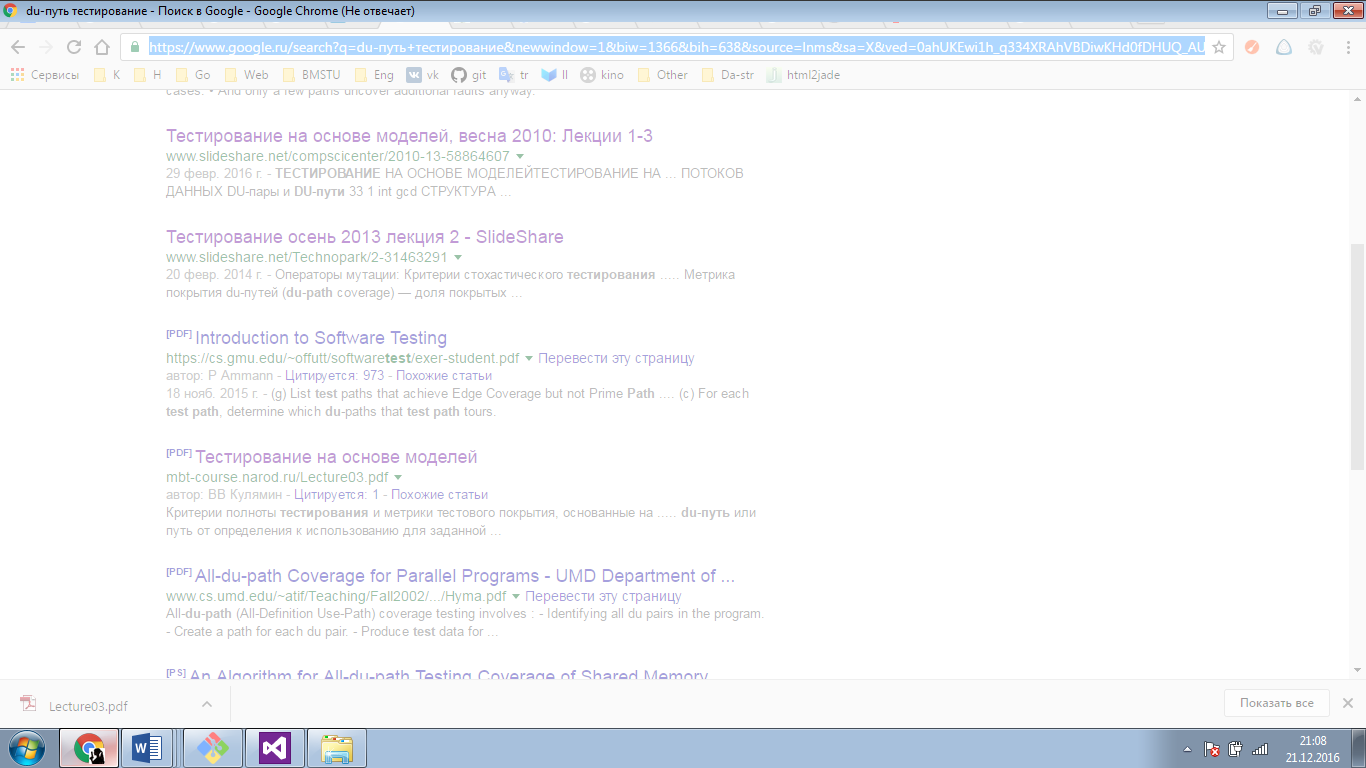 du-путь тестирование - Поиск в Google - Google Chrome (Не отвечает)
https://www.google.ru/search?q=du-путь+тестирование&newwindow=1&biw=1366&bih=638&source=lnms&sa=X&ved=0ahUKEwi1h_q334XRAhVBDiwKHd0fDHUQ_AU
Сервисы K H Go Web BMSTU Eng vk git tr II kino Other Da-str html2jade
cases. • And only a few paths uncover additional faults anyway.
Тестирование на основе моделей, весна 2010: Лекции 1-3
www.slideshare.net/compscicenter/2010-13-58864607
29 февр. 2016 г. - ТЕСТИРОВАНИЕ НА ОСНОВЕ МОДЕЛЕЙТЕСТИРОВАНИЕ НА ... ПОТОКОВ
ДАННЫХ DU-пары и DU-пути 33 1 int gcd СТРУКТУРА ...
Тестирование осень 2013 лекция 2 - SlideShare
www.slideshare.net/Technopark/2-31463291
20 февр. 2014 г. - Операторы мутации: Критерии стохастического тестирования ..... Метрика
покрытия du-путей (du-path coverage) — доля покрытых ...
[PDF] Introduction to Software Testing
https://cs.gmu.edu/~offutt/softwaretest/exer-student.pdf Перевести эту страницу
автор: P Ammann - Цитируется: 973 - Похожие статьи
18 нояб. 2015 г. - (g) List test paths that achieve Edge Coverage but not Prime Path .... (c) For each
test path, determine which du-paths that test path tours.
[PDF] Тестирование на основе моделей
mbt-course.narod.ru/Lecture03.pdf
автор: ВВ Кулямин - Цитируется: 1 - Похожие статьи
Критерии полноты тестирования и метрики тестового покрытия, основанные на ..... du-путь или
путь от определения к использованию для заданной ...
[PDF] All-du-path Coverage for Parallel Programs - UMD Department of ...
www.cs.umd.edu/~atif/Teaching/Fall2002/.../Hyma.pdf Перевести эту страницу
All-du-path (All-Definition Use-Path) coverage testing involves : - Identifying all du pairs in the program.
- Create a path for each du pair. - Produce test data for ...
[PS] An Algorithm for All-du-path Testing Coverage of Shared Memory
Lecture03.pdf
Показать все
21:08
21.12.2016